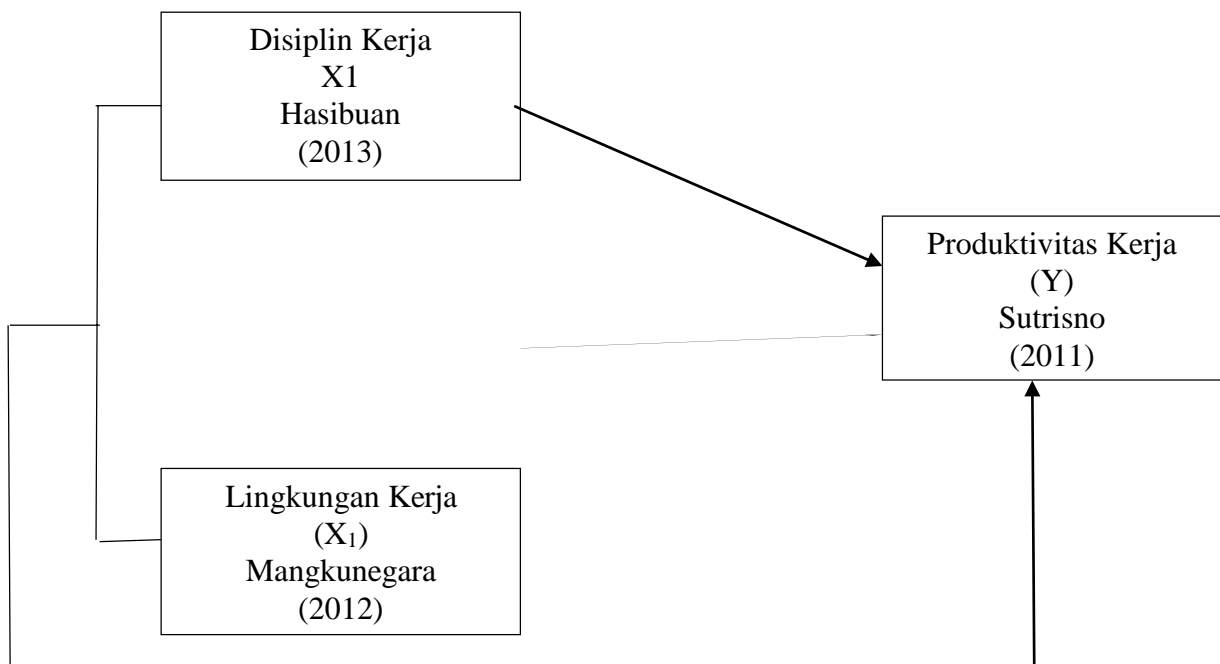 Disiplin Kerja
X1
Hasibuan
(2013)
Produktivitas Kerja
(Y)
Sutrisno
(2011)
Lingkungan Kerja
(X₁)
Mangkunegara
(2012)